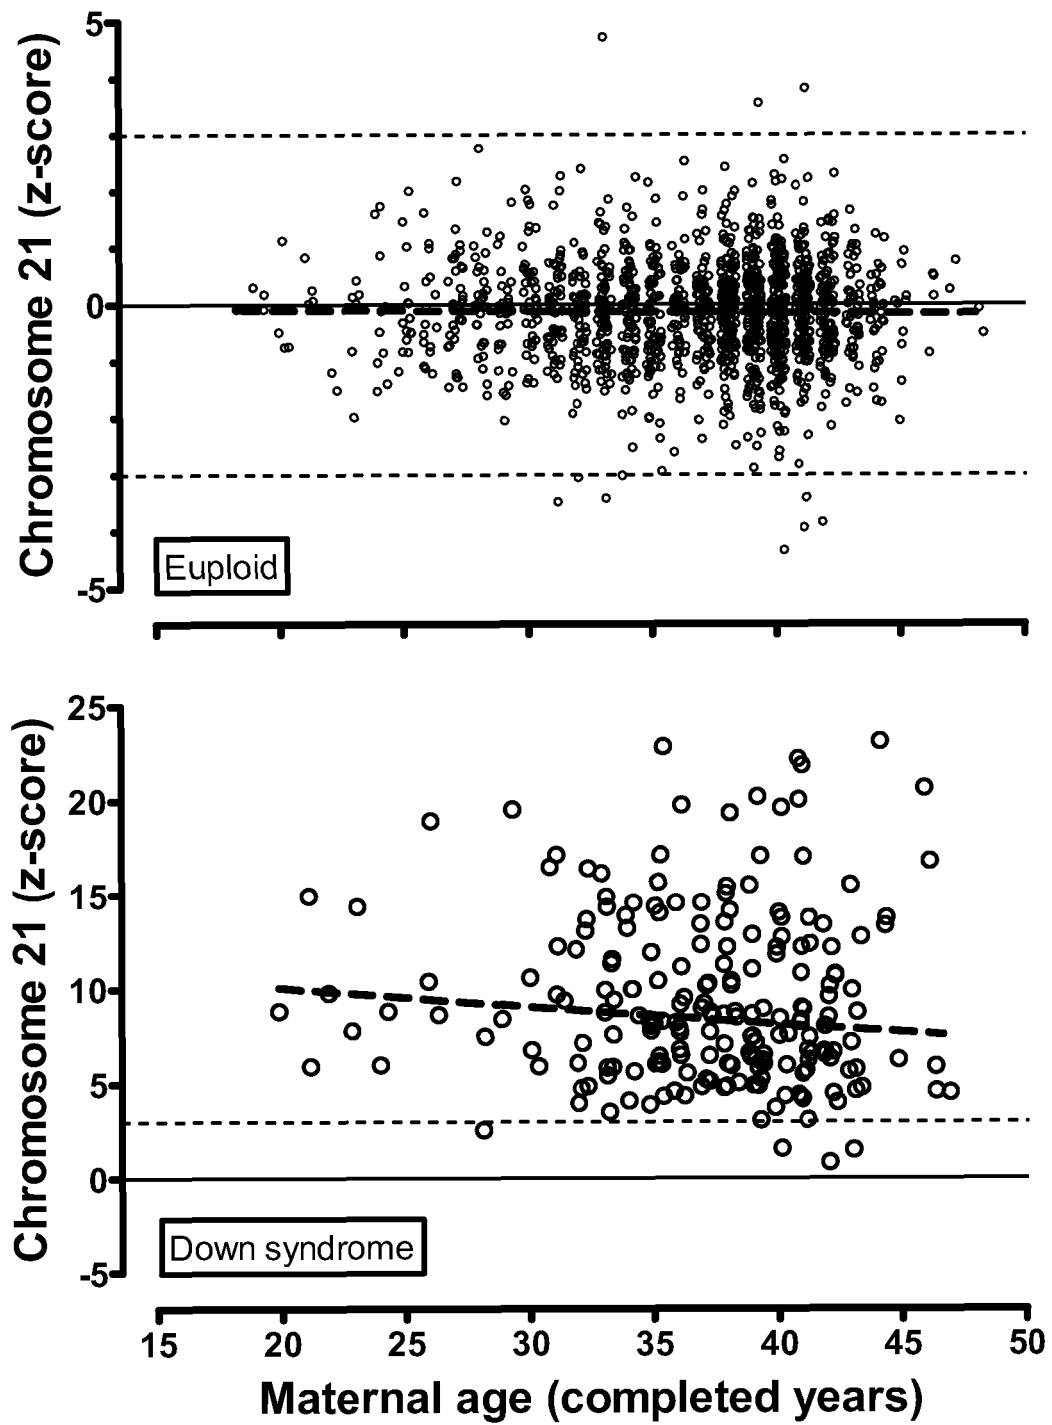 Chromosome 21 (z-score)
5
0
-5
Euploid
Chromosome 21 (z-score)
25
20
15
10
5
0
-5
Down syndrome
15 20 25 30 35 40 45 50
Maternal age (completed years)